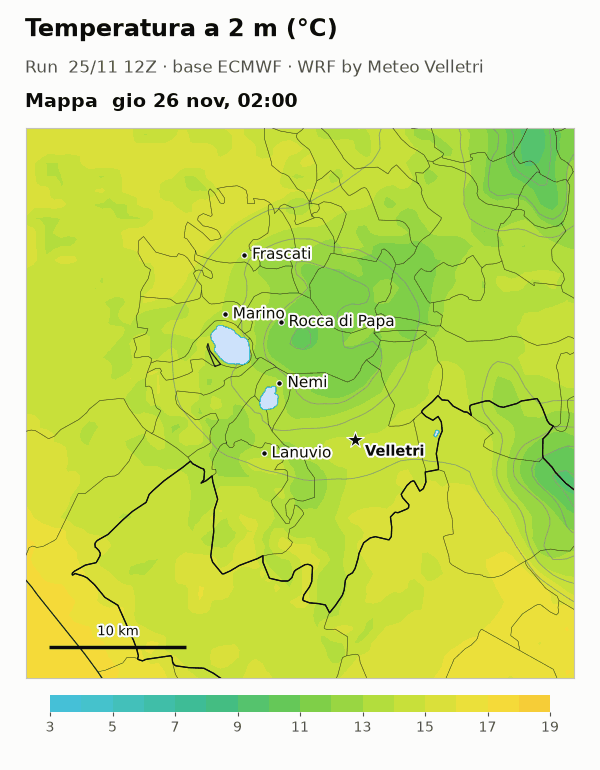 Temperatura a 2 m (°C)
Run  25/11 12Z · base ECMWF · WRF by Meteo Velletri
Mappa  gio 26 nov, 02:00
Frascati
Marino
Rocca di Papa
Nemi
Velletri
Lanuvio
10 km
3 5 7 9 11 13 15 17 19